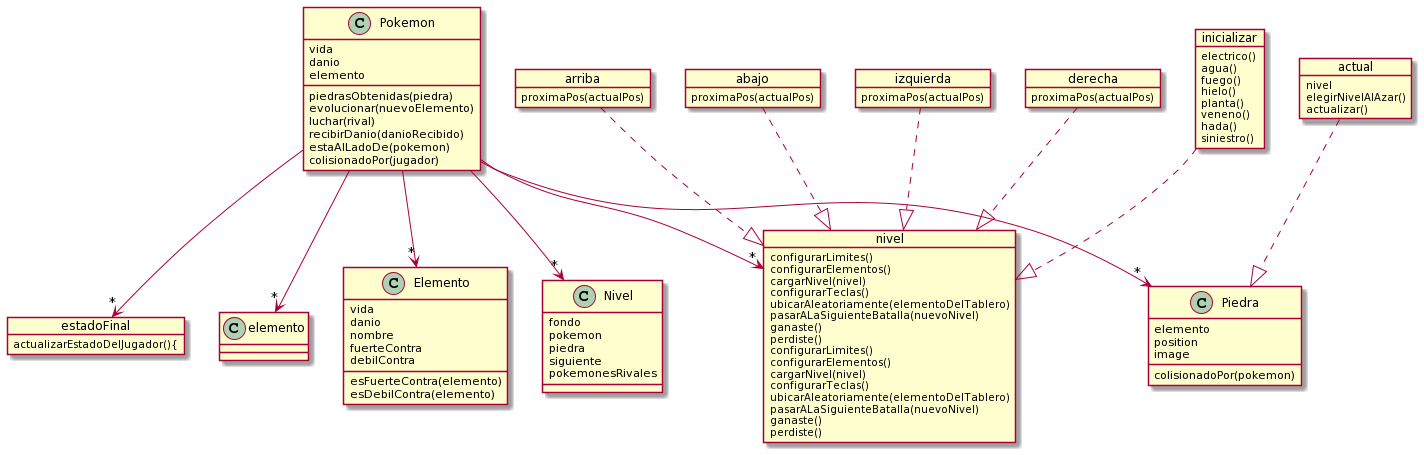 C Pokemon
vida
danio
elemento
piedrasObtenidas(piedra)
evolucionar(nuevoElemento)
luchar(rival)
recibirDanio(danioRecibido)
estaAlLadoDe(pokemon)
colisionadoPor(jugador)
arriba
proximaPos(actualPos)
abajo
proximaPos(actualPos)
izquierda
proximaPos(actualPos)
derecha
proximaPos(actualPos)
inicializar
electrico()
agua()
fuego()
hielo()
planta()
veneno()
hada()
siniestro()
actual
nivel
elegirNivelAlAzar()
actualizar()
*
*
*
*
*
*
estadoFinal
actualizarEstadoDelJugador(){
C elemento
C Elemento
vida
danio
nombre
fuerteContra
debilContra
esFuerteContra(elemento)
esDebilContra(elemento)
C Nivel
fondo
pokemon
piedra
siguiente
pokemonesRivales
nivel
configurarLimites()
configurarElementos()
cargarNivel(nivel)
configurarTeclas()
ubicarAleatoriamente(elementoDelTablero)
pasarALaSiguienteBatalla(nuevoNivel)
ganaste()
perdiste()
configurarLimites()
configurarElementos()
cargarNivel(nivel)
configurarTeclas()
ubicarAleatoriamente(elementoDelTablero)
pasarALaSiguienteBatalla(nuevoNivel)
ganaste()
perdiste()
C Piedra
elemento
position
image
colisionadoPor(pokemon)